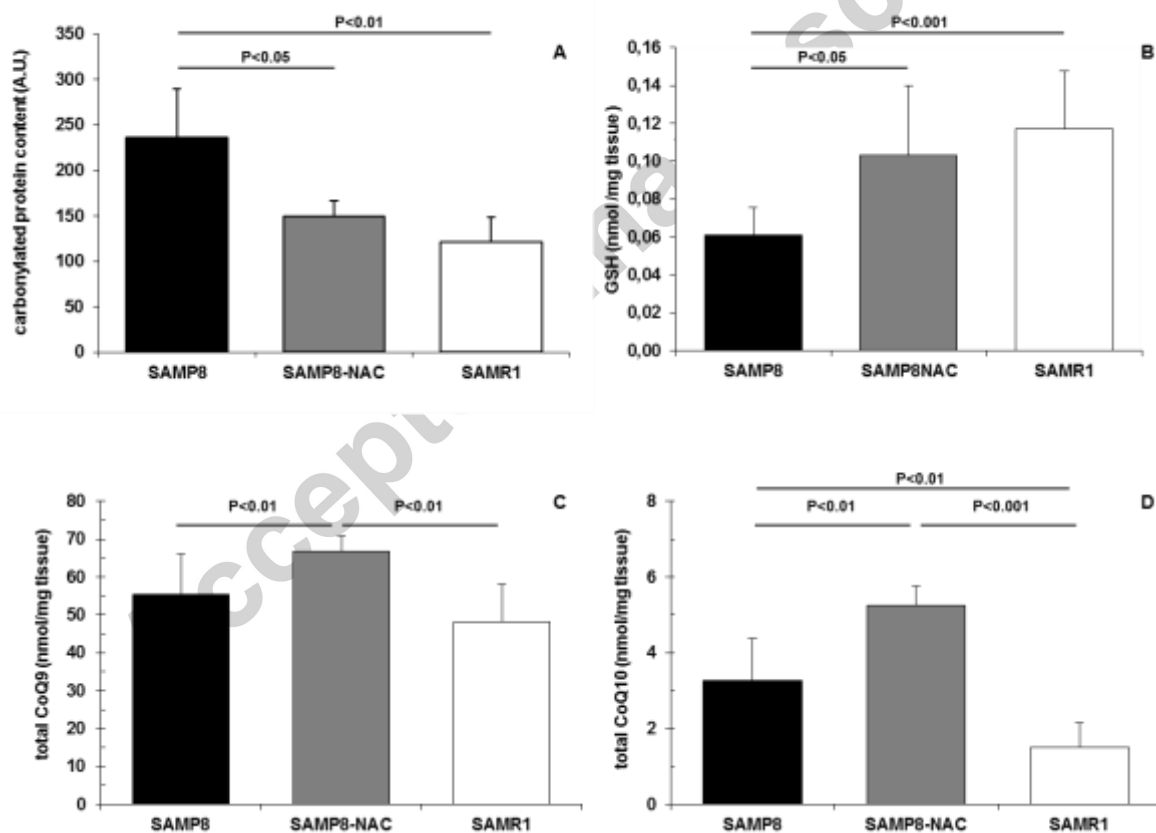 P<0.01
P<0.05
A
carbonylated protein content (A.U.)
350
300
250
200
150
100
50
0
SAMP8 SAMP8-NAC SAMR1
P<0.001
P<0.05
B
GSH (nmol /mg tissue)
0,16
0,14
0,12
0,10
0,08
0,06
0,04
0,02
0,00
SAMP8 SAMP8NAC SAMR1
P<0.01 P<0.01
C
total CoQ9 (nmol/mg tissue)
80
70
60
50
40
30
20
10
0
SAMP8 SAMP8-NAC SAMR1
P<0.01
P<0.01 P<0.001
D
total CoQ10 (nmol/mg tissue)
8
6
4
2
0
SAMP8 SAMP8-NAC SAMR1